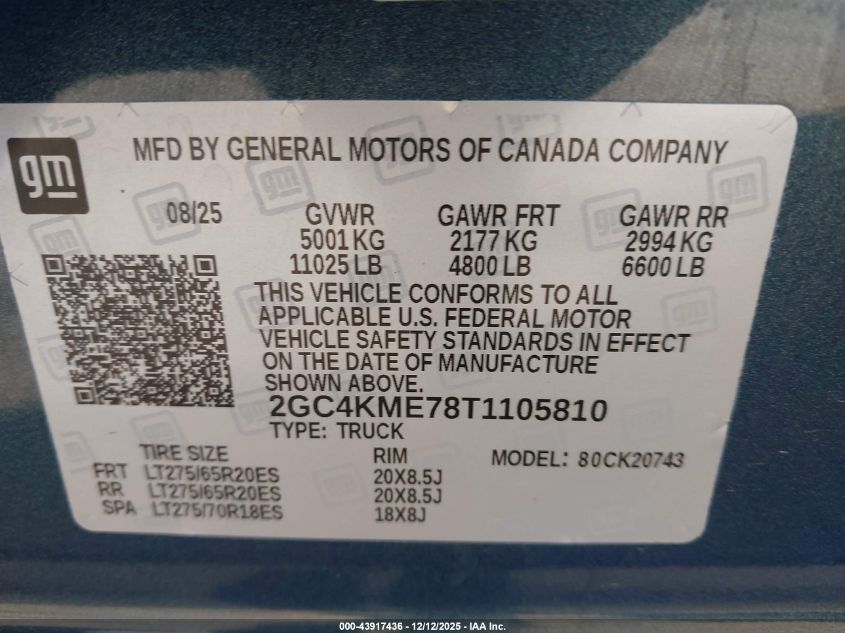 gm
MFD BY GENERAL MOTORS OF CANADA COMPANY
08/25 GVWR GAWR FRT GAWR RR
5001 KG 2177 KG 2994 KG
11025 LB 4800 LB 6600 LB
THIS VEHICLE CONFORMS TO ALL
APPLICABLE U.S. FEDERAL MOTOR
VEHICLE SAFETY STANDARDS IN EFFECT
ON THE DATE OF MANUFACTURE
SHOWN ABOVE.
2GC4KME78T1105810
TYPE: TRUCK
TIRE SIZE RIM MODEL: 80CK20743
FRT LT275/65R20ES 20X8.5J
RR LT275/65R20ES 20X8.5J
SPA LT275/70R18ES 18X8J
000-43917436 - 12/12/2025 - IAA Inc.